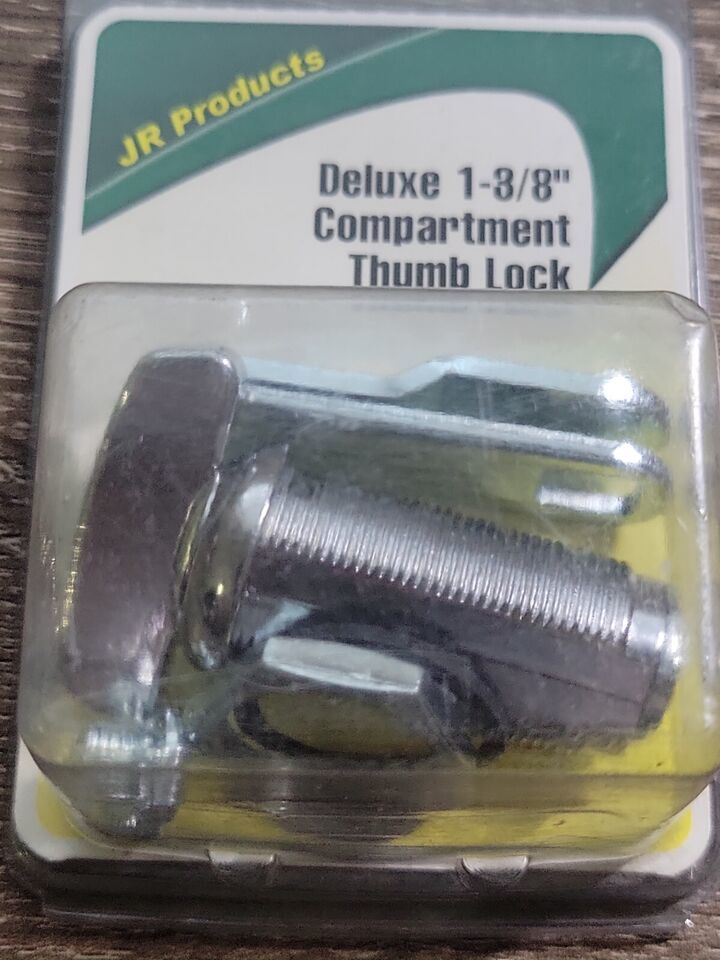 JR Products
Deluxe 1-3/8"
Compartment
Thumb Lock